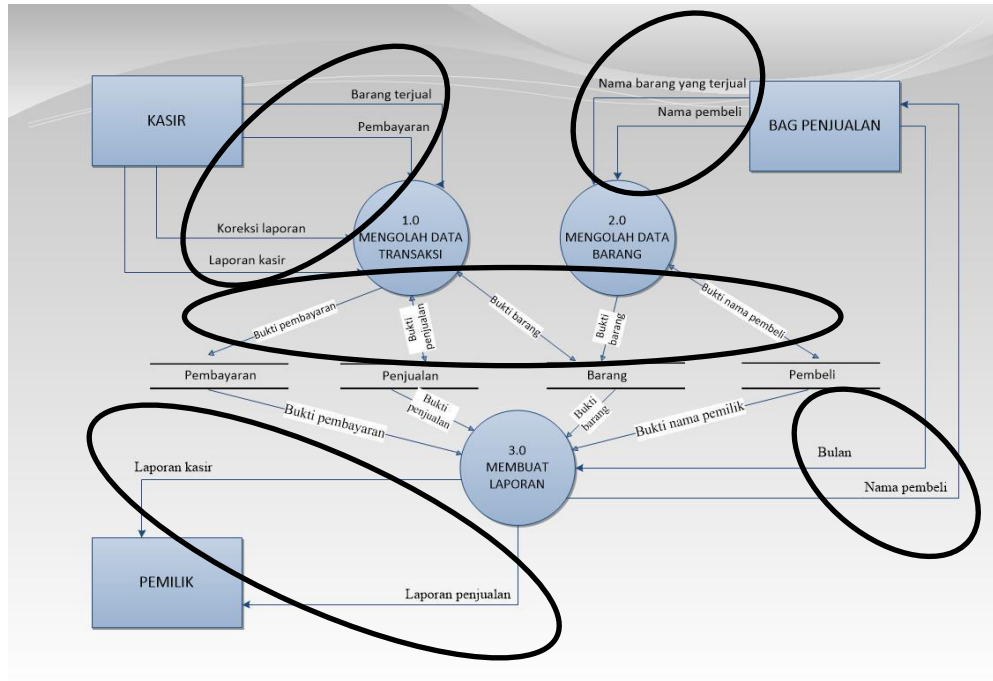 Barang terjual
Nama barang yang terjual
KASIR
Pembayaran
Nama pembeli
BAG PENJUALAN
1.0
MENGOLAH DATA
TRANSAKSI
2.0
MENGOLAH DATA
BARANG
Koreksi laporan
Laporan kasir
Bukti pembayaran
Bukti
penjualan
Bukti barang
Bukti
barang
Bukti nama pembeli
Pembayaran
Penjualan
Barang
Pembeli
Bukti pembayaran
Bukti
penjualan
Bukti
barang
Bukti nama pemilik
3.0
MEMBUAT
LAPORAN
Bulan
Laporan kasir
Nama pembeli
PEMILIK
Laporan penjualan